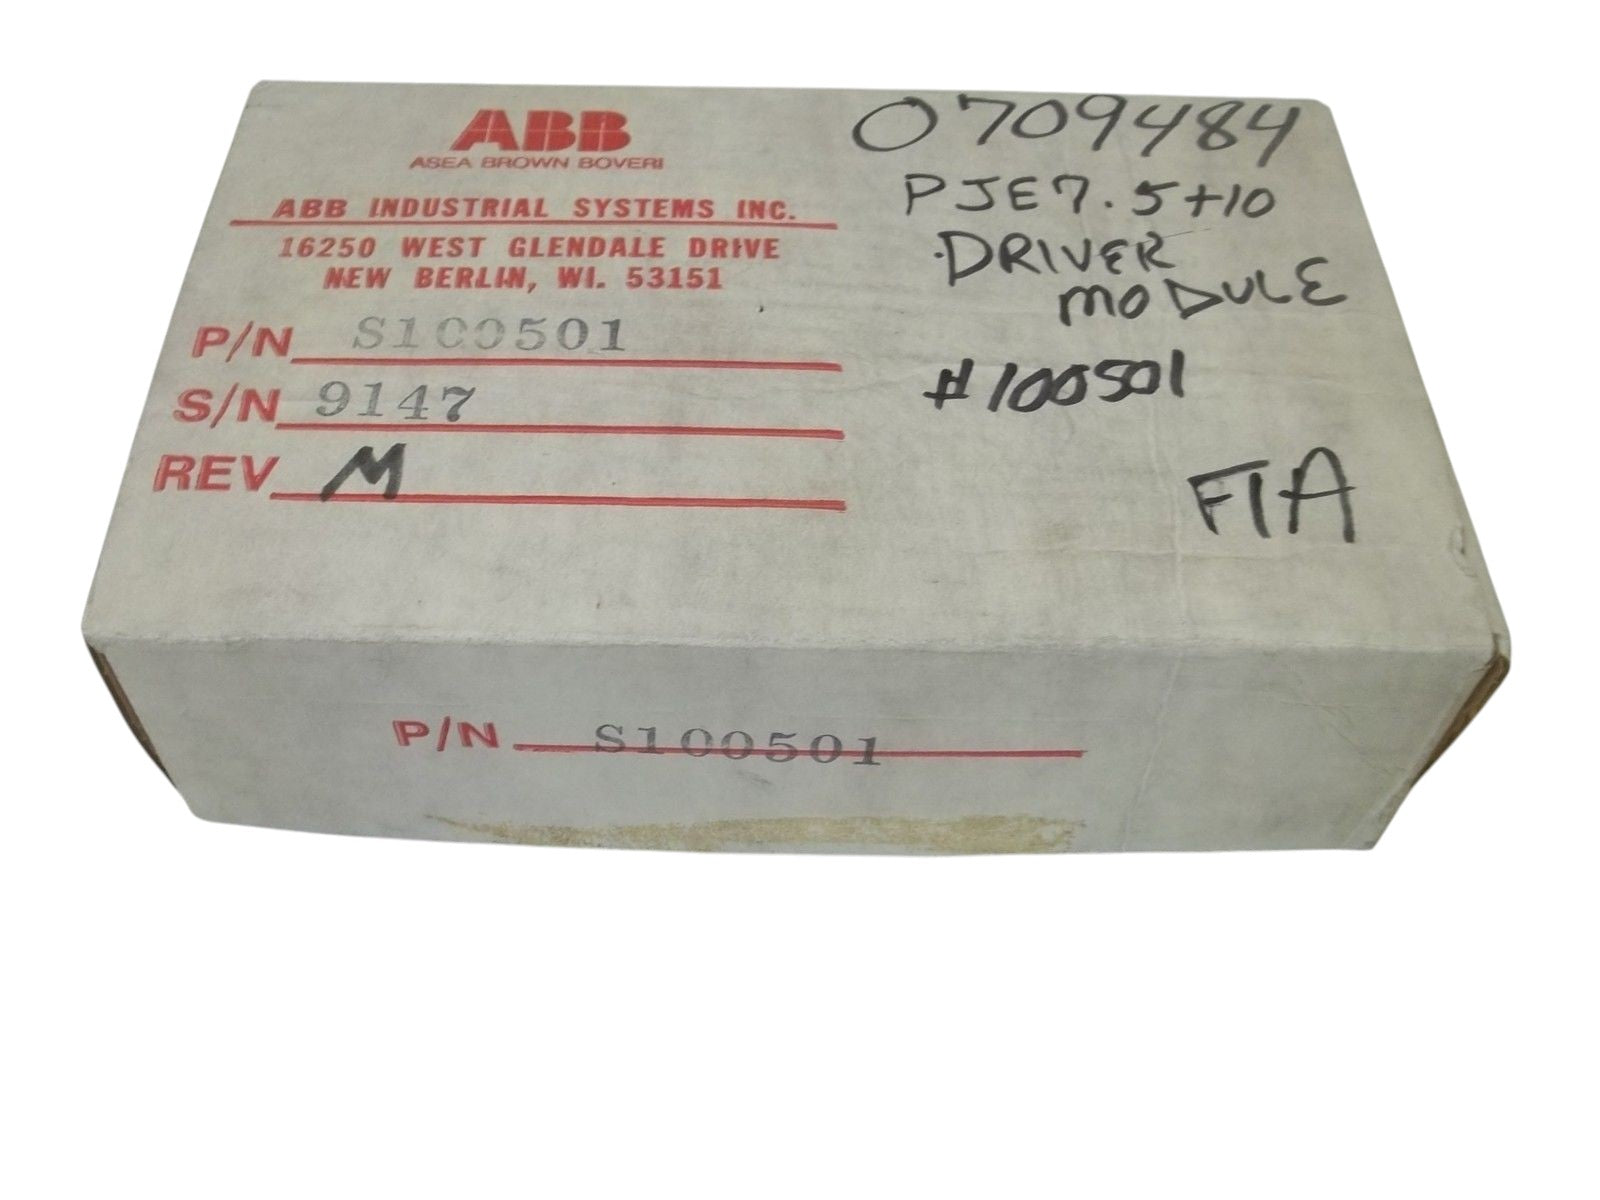 ABB
ASEA BROWN BOVERI
ABB INDUSTRIAL SYSTEMS INC.
16250 WEST GLENDALE DRIVE
NEW BERLIN, WI. 53151
P/N S100501
S/N 9147
REV M
0709484
PJE7.5+10
DRIVER
MODULE
#100501
F1A
P/N S100501